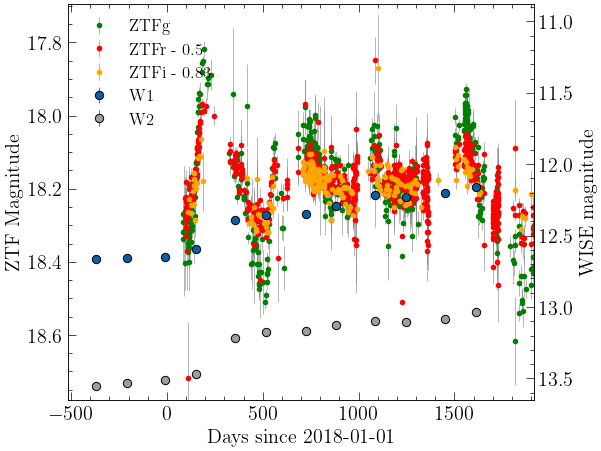 ZTFg
ZTFr - 0.5
ZTFi - 0.83
W1
W2
17.8
18.0
18.2
18.4
18.6
ZTF Magnitude
11.0
11.5
12.0
12.5
13.0
13.5
WISE magnitude
−500 0 500 1000 1500
Days since 2018-01-01